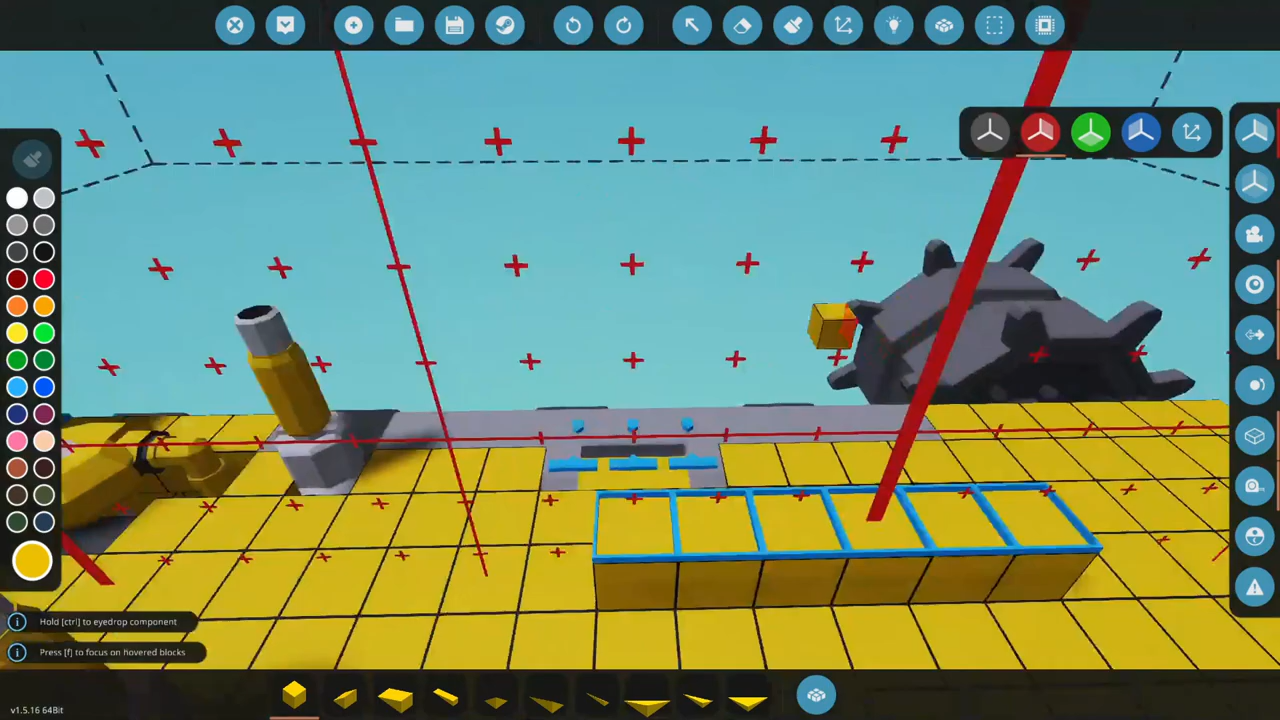 Hold [ctrl] to eyedrop component
Press [f] to focus on hovered blocks
v1.5.16 64Bit